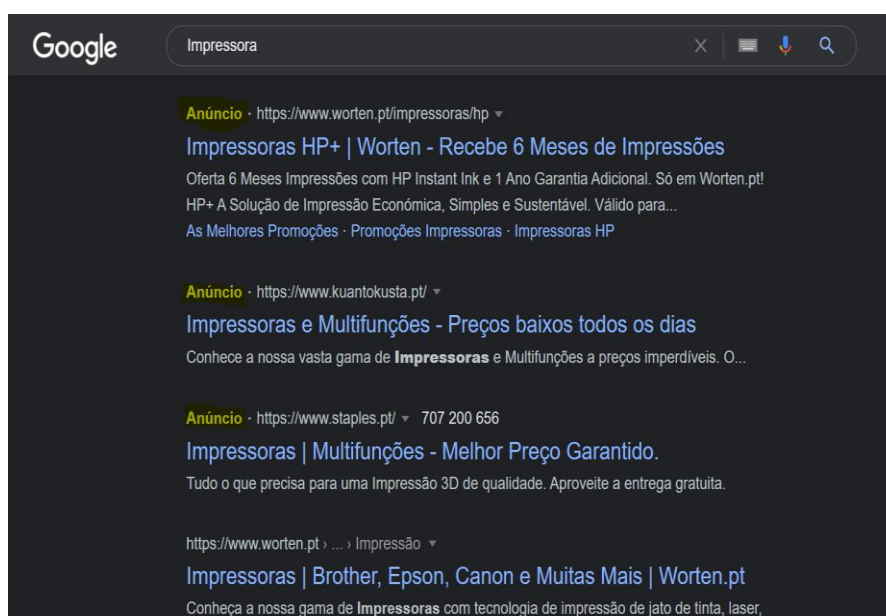 Google
Impressora
Anúncio · https://www.worten.pt/impressoras/hp
Impressoras HP+ | Worten - Recebe 6 Meses de Impressões
Oferta 6 Meses Impressões com HP Instant Ink e 1 Ano Garantia Adicional. Só em Worten.pt!
HP+ A Solução de Impressão Económica, Simples e Sustentável. Válido para...
As Melhores Promoções · Promoções Impressoras · Impressoras HP
Anúncio · https://www.kuantokusta.pt/
Impressoras e Multifunções - Preços baixos todos os dias
Conhece a nossa vasta gama de Impressoras e Multifunções a preços imperdíveis. O...
Anúncio · https://www.staples.pt/ 707 200 656
Impressoras | Multifunções - Melhor Preço Garantido.
Tudo o que precisa para uma Impressão 3D de qualidade. Aproveite a entrega gratuita.
https://www.worten.pt › ... › Impressão
Impressoras | Brother, Epson, Canon e Muitas Mais | Worten.pt
Conheça a nossa gama de Impressoras com tecnologia de impressão de jato de tinta, laser,